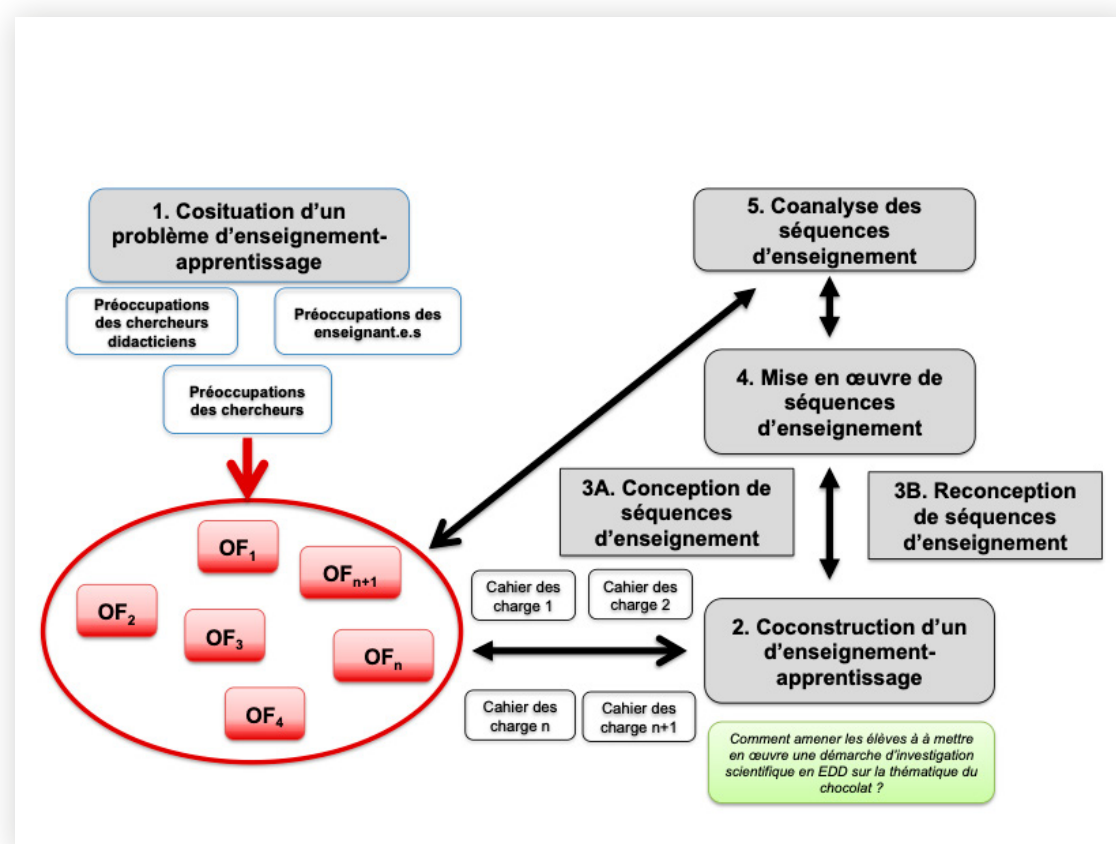 1. Cosituation d’un
problème d’enseignement-
apprentissage
Préoccupations
des chercheurs
didacticiens
Préoccupations des
enseignant.e.s
Préoccupations
des chercheurs
OF1
OFn+1
OF2
OF3
OFn
OF4
5. Coanalyse des
séquences
d’enseignement
4. Mise en œuvre de
séquences
d’enseignement
3A. Conception de
séquences
d’enseignement
3B. Reconception
de séquences
d’enseignement
Cahier des
charge 1
Cahier des
charge 2
Cahier des
charge n
Cahier des
charge n+1
2. Coconstruction d’un
d’enseignement-
apprentissage
Comment amener les élèves à à mettre
en œuvre une démarche d’investigation
scientifique en EDD sur la thématique du
chocolat ?